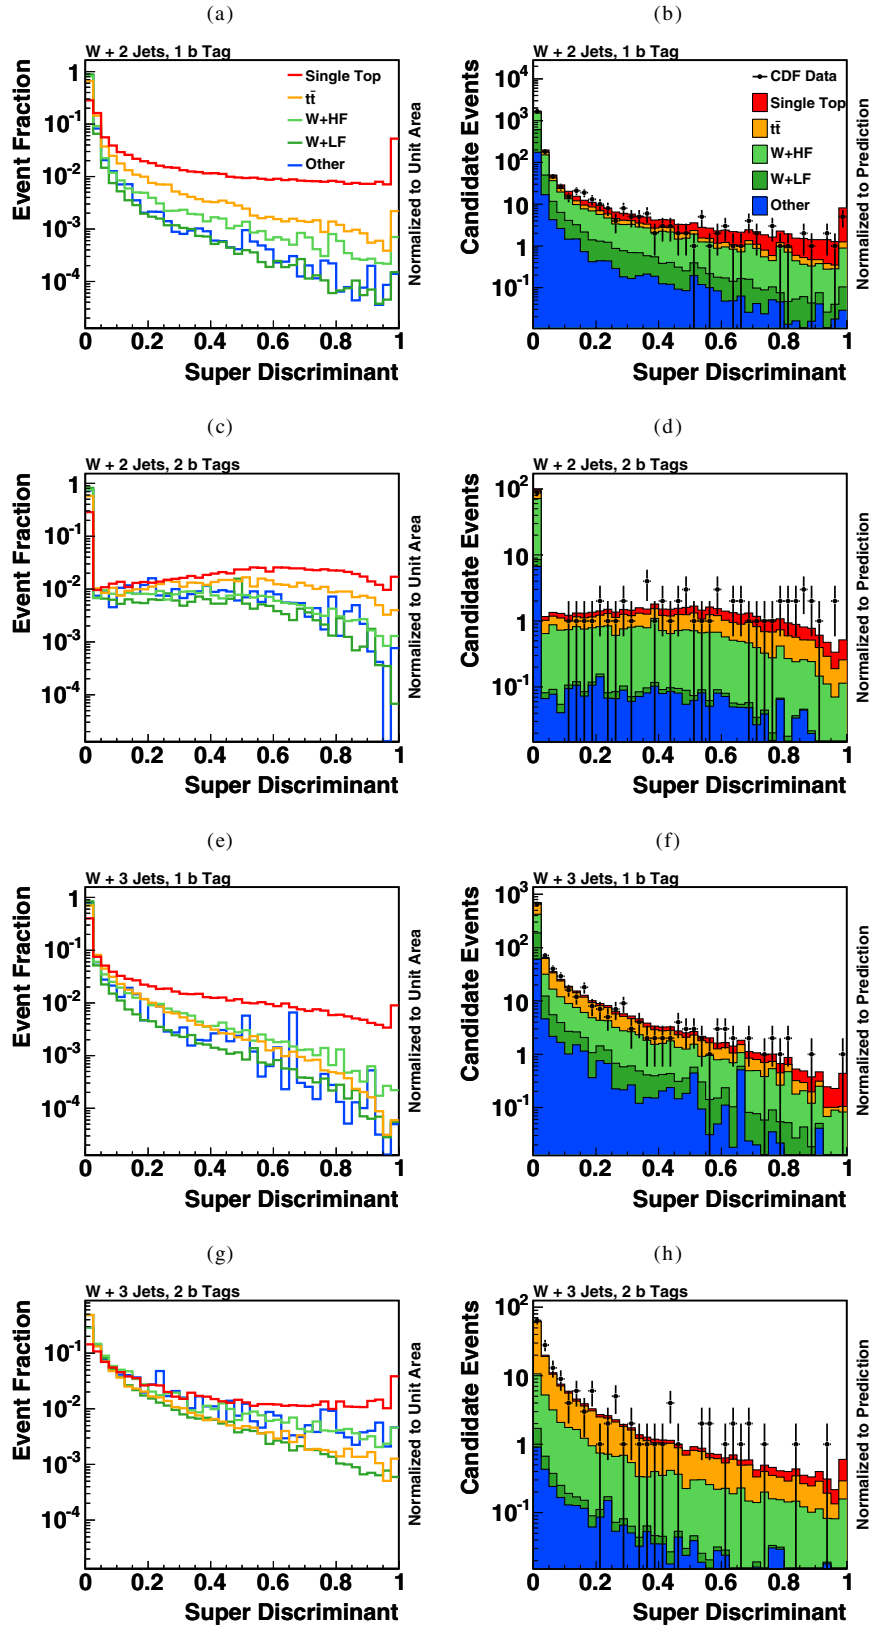 (a)
W + 2 Jets, 1 b Tag
Event Fraction
1
10⁻¹
10⁻²
10⁻³
10⁻⁴
Single Top
tt̄
W+HF
W+LF
Other
Normalized to Unit Area
0 0.2 0.4 0.6 0.8 1
Super Discriminant
(b)
W + 2 Jets, 1 b Tag
Candidate Events
10⁴
10³
10²
10
1
10⁻¹
CDF Data
Single Top
tt̄
W+HF
W+LF
Other
Normalized to Prediction
0 0.2 0.4 0.6 0.8 1
Super Discriminant
(c)
W + 2 Jets, 2 b Tags
Event Fraction
1
10⁻¹
10⁻²
10⁻³
10⁻⁴
Normalized to Unit Area
0 0.2 0.4 0.6 0.8 1
Super Discriminant
(d)
W + 2 Jets, 2 b Tags
Candidate Events
10²
10
1
10⁻¹
Normalized to Prediction
0 0.2 0.4 0.6 0.8 1
Super Discriminant
(e)
W + 3 Jets, 1 b Tag
Event Fraction
1
10⁻¹
10⁻²
10⁻³
10⁻⁴
Normalized to Unit Area
0 0.2 0.4 0.6 0.8 1
Super Discriminant
(f)
W + 3 Jets, 1 b Tag
Candidate Events
10³
10²
10
1
10⁻¹
Normalized to Prediction
0 0.2 0.4 0.6 0.8 1
Super Discriminant
(g)
W + 3 Jets, 2 b Tags
Event Fraction
1
10⁻¹
10⁻²
10⁻³
10⁻⁴
Normalized to Unit Area
0 0.2 0.4 0.6 0.8 1
Super Discriminant
(h)
W + 3 Jets, 2 b Tags
Candidate Events
10²
10
1
10⁻¹
Normalized to Prediction
0 0.2 0.4 0.6 0.8 1
Super Discriminant